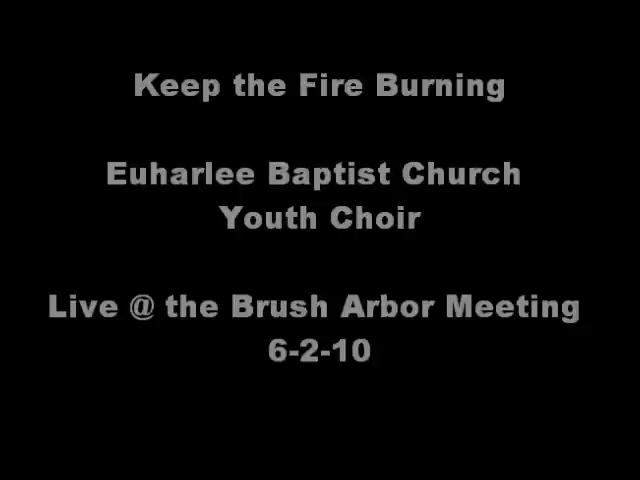 Keep the Fire Burning
Euharlee Baptist Church
Youth Choir
Live @ the Brush Arbor Meeting
6-2-10